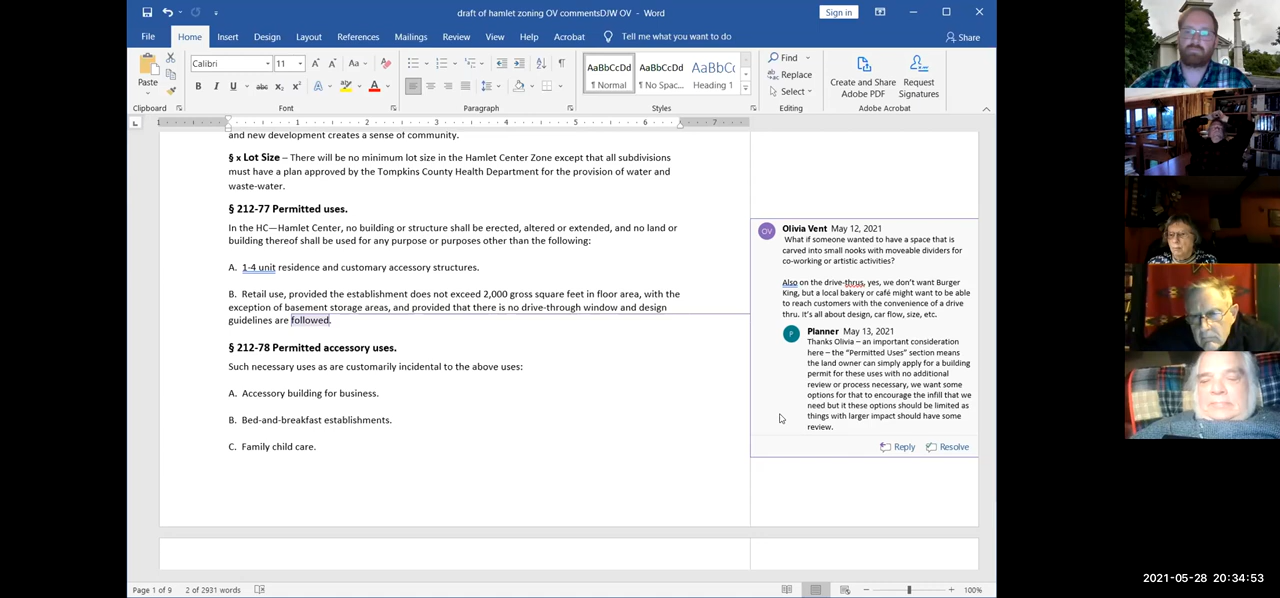 draft of hamlet zoning OV commentsDJW OV - Word
Sign in
File Home Insert Design Layout References Mailings Review View Help Acrobat Tell me what you want to do Share
Paste
Calibri 11
Find
Replace
Select
AaBbCcDd AaBbCcDd AaBbCc
¶ Normal ¶ No Spac... Heading 1
Create and Share Adobe PDF
Request Signatures
Clipboard Font Paragraph Styles Editing Adobe Acrobat
1 1 2 3 4 5 6 7
and new development creates a sense of community.
§ x Lot Size – There will be no minimum lot size in the Hamlet Center Zone except that all subdivisions
must have a plan approved by the Tompkins County Health Department for the provision of water and
waste-water.
§ 212-77 Permitted uses.
In the HC—Hamlet Center, no building or structure shall be erected, altered or extended, and no land or
building thereof shall be used for any purpose or purposes other than the following:
A. 1-4 unit residence and customary accessory structures.
B. Retail use, provided the establishment does not exceed 2,000 gross square feet in floor area, with the
exception of basement storage areas, and provided that there is no drive-through window and design
guidelines are followed.
§ 212-78 Permitted accessory uses.
Such necessary uses as are customarily incidental to the above uses:
A. Accessory building for business.
B. Bed-and-breakfast establishments.
C. Family child care.
OV Olivia Vent May 12, 2021
What if someone wanted to have a space that is
carved into small nooks with moveable dividers for
co-working or artistic activities?
Also on the drive-thrus, yes, we don't want Burger
King, but a local bakery or café might want to be able
to reach customers with the convenience of a drive
thru. It's all about design, car flow, size, etc.
P Planner May 13, 2021
Thanks Olivia – an important consideration
here – the "Permitted Uses" section means
the land owner can simply apply for a building
permit for these uses with no additional
review or process necessary, we want some
options for that to encourage the infill that we
need but it these options should be limited as
things with larger impact should have some
review.
Reply Resolve
Page 1 of 9 2 of 2931 words
100%
2021-05-28 20:34:53